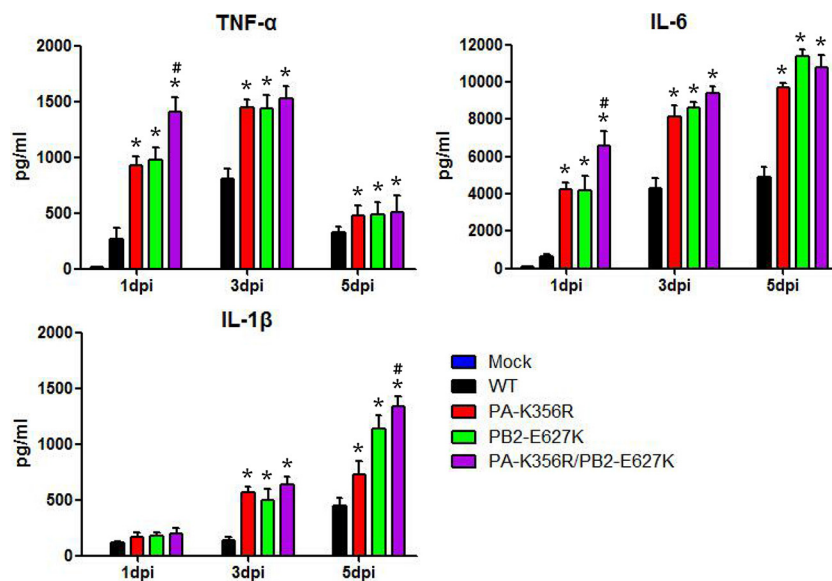 TNF-α
2000
1500
1000
500
0
pg/ml
#
*
*
*
*
*
*
*
*
*
1dpi
3dpi
5dpi
IL-6
12000
10000
8000
6000
4000
2000
0
pg/ml
#
*
*
*
*
*
*
*
*
*
1dpi
3dpi
5dpi
IL-1β
2000
1500
1000
500
0
pg/ml
*
*
*
*
*
#
*
1dpi
3dpi
5dpi
Mock
WT
PA-K356R
PB2-E627K
PA-K356R/PB2-E627K